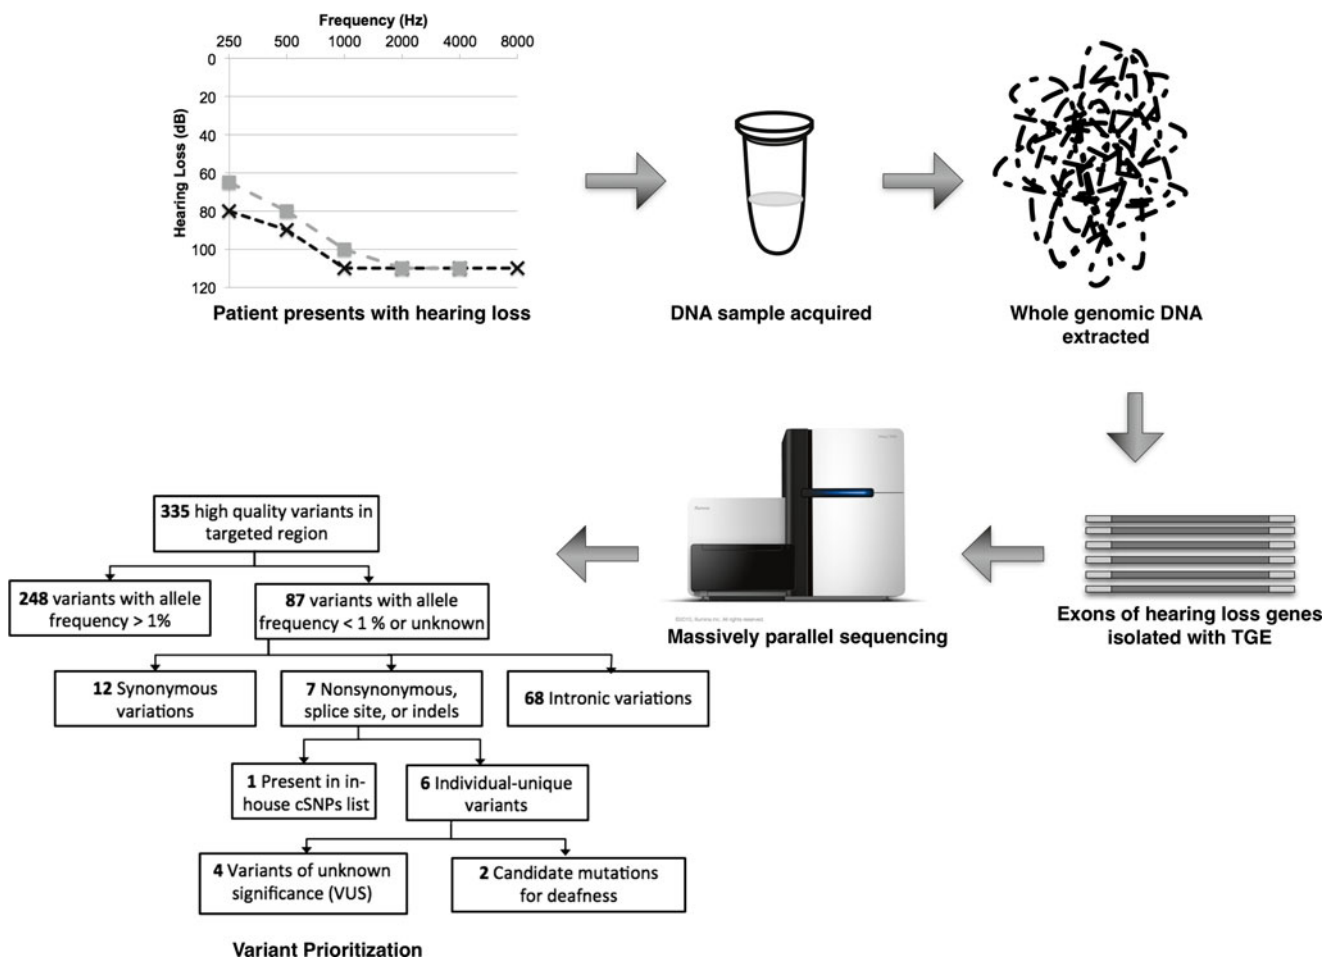 Frequency (Hz)
250 500 1000 2000 4000 8000
0
20
40
60
80
100
120
Hearing Loss (dB)
Patient presents with hearing loss
DNA sample acquired
Whole genomic DNA
extracted
Exons of hearing loss genes
isolated with TGE
Massively parallel sequencing
335 high quality variants in
targeted region
248 variants with allele
frequency > 1%
87 variants with allele
frequency < 1 % or unknown
12 Synonymous
variations
7 Nonsynonymous,
splice site, or indels
68 Intronic variations
1 Present in in-
house cSNPs list
6 Individual-unique
variants
4 Variants of unknown
significance (VUS)
2 Candidate mutations
for deafness
Variant Prioritization